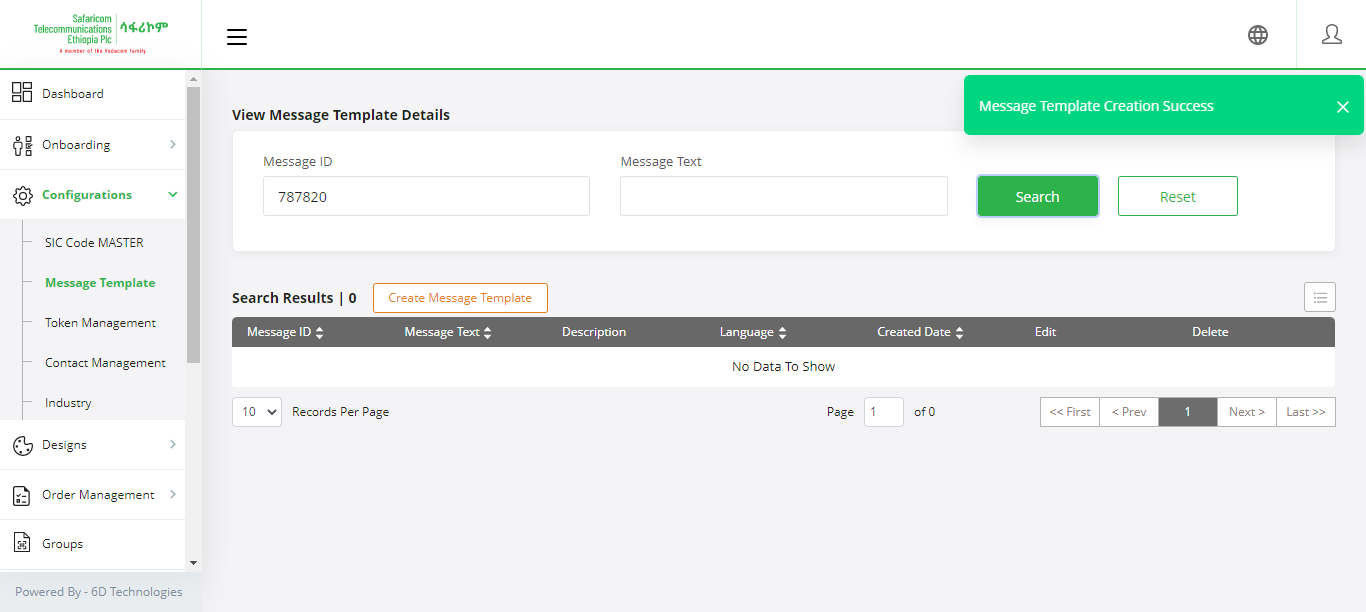 Safaricom
Telecommunications
Ethiopia Plc
ሳፋሪኮም
A member of the Vodacom family
Message Template Creation Success
Dashboard
Onboarding
Configurations
SIC Code MASTER
Message Template
Token Management
Contact Management
Industry
Designs
Order Management
Groups
Powered By - 6D Technologies
View Message Template Details
Message ID
Message Text
787820
Search
Reset
Search Results | 0
Create Message Template
Message ID Message Text Description Language Created Date Edit Delete
No Data To Show
10 Records Per Page
Page 1 of 0
<< First < Prev 1 Next > Last >>